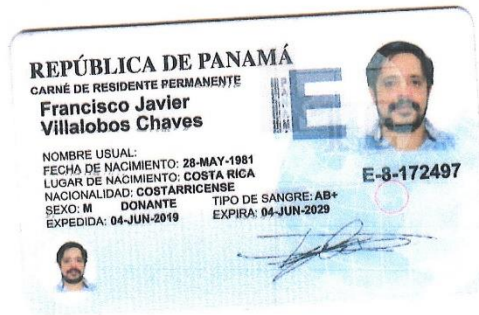 REPÚBLICA DE PANAMÁ
CARNÉ DE RESIDENTE PERMANENTE
Francisco Javier
Villalobos Chaves
E
NOMBRE USUAL:
FECHA DE NACIMIENTO: 28-MAY-1981
LUGAR DE NACIMIENTO: COSTA RICA
NACIONALIDAD: COSTARRICENSE
SEXO: M DONANTE TIPO DE SANGRE: AB+
EXPEDIDA: 04-JUN-2019 EXPIRA: 04-JUN-2029
E-8-172497